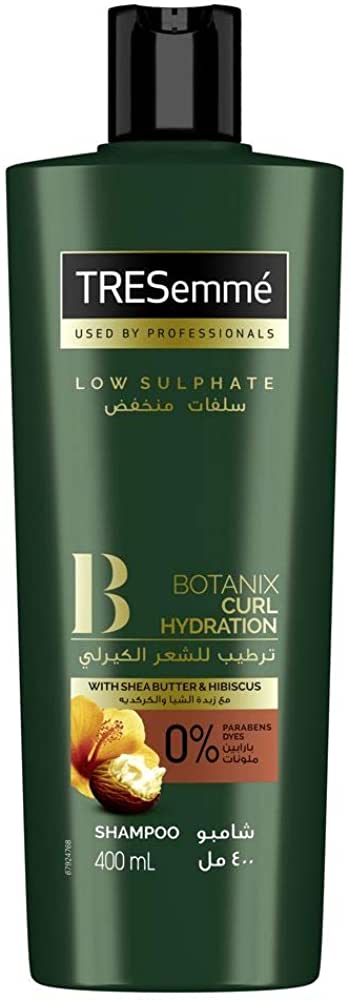 TRESemmé
USED BY PROFESSIONALS
LOW SULPHATE
سلفات منخفض
B
BOTANIX
CURL
HYDRATION
ترطيب للشعر الكيرلي
WITH SHEA BUTTER & HIBISCUS
مع زبدة الشيا والكركديه
0%
PARABENS
DYES
بارابين
ملونات
SHAMPOO شامبو
400 mL ٤٠٠ مل
67924768